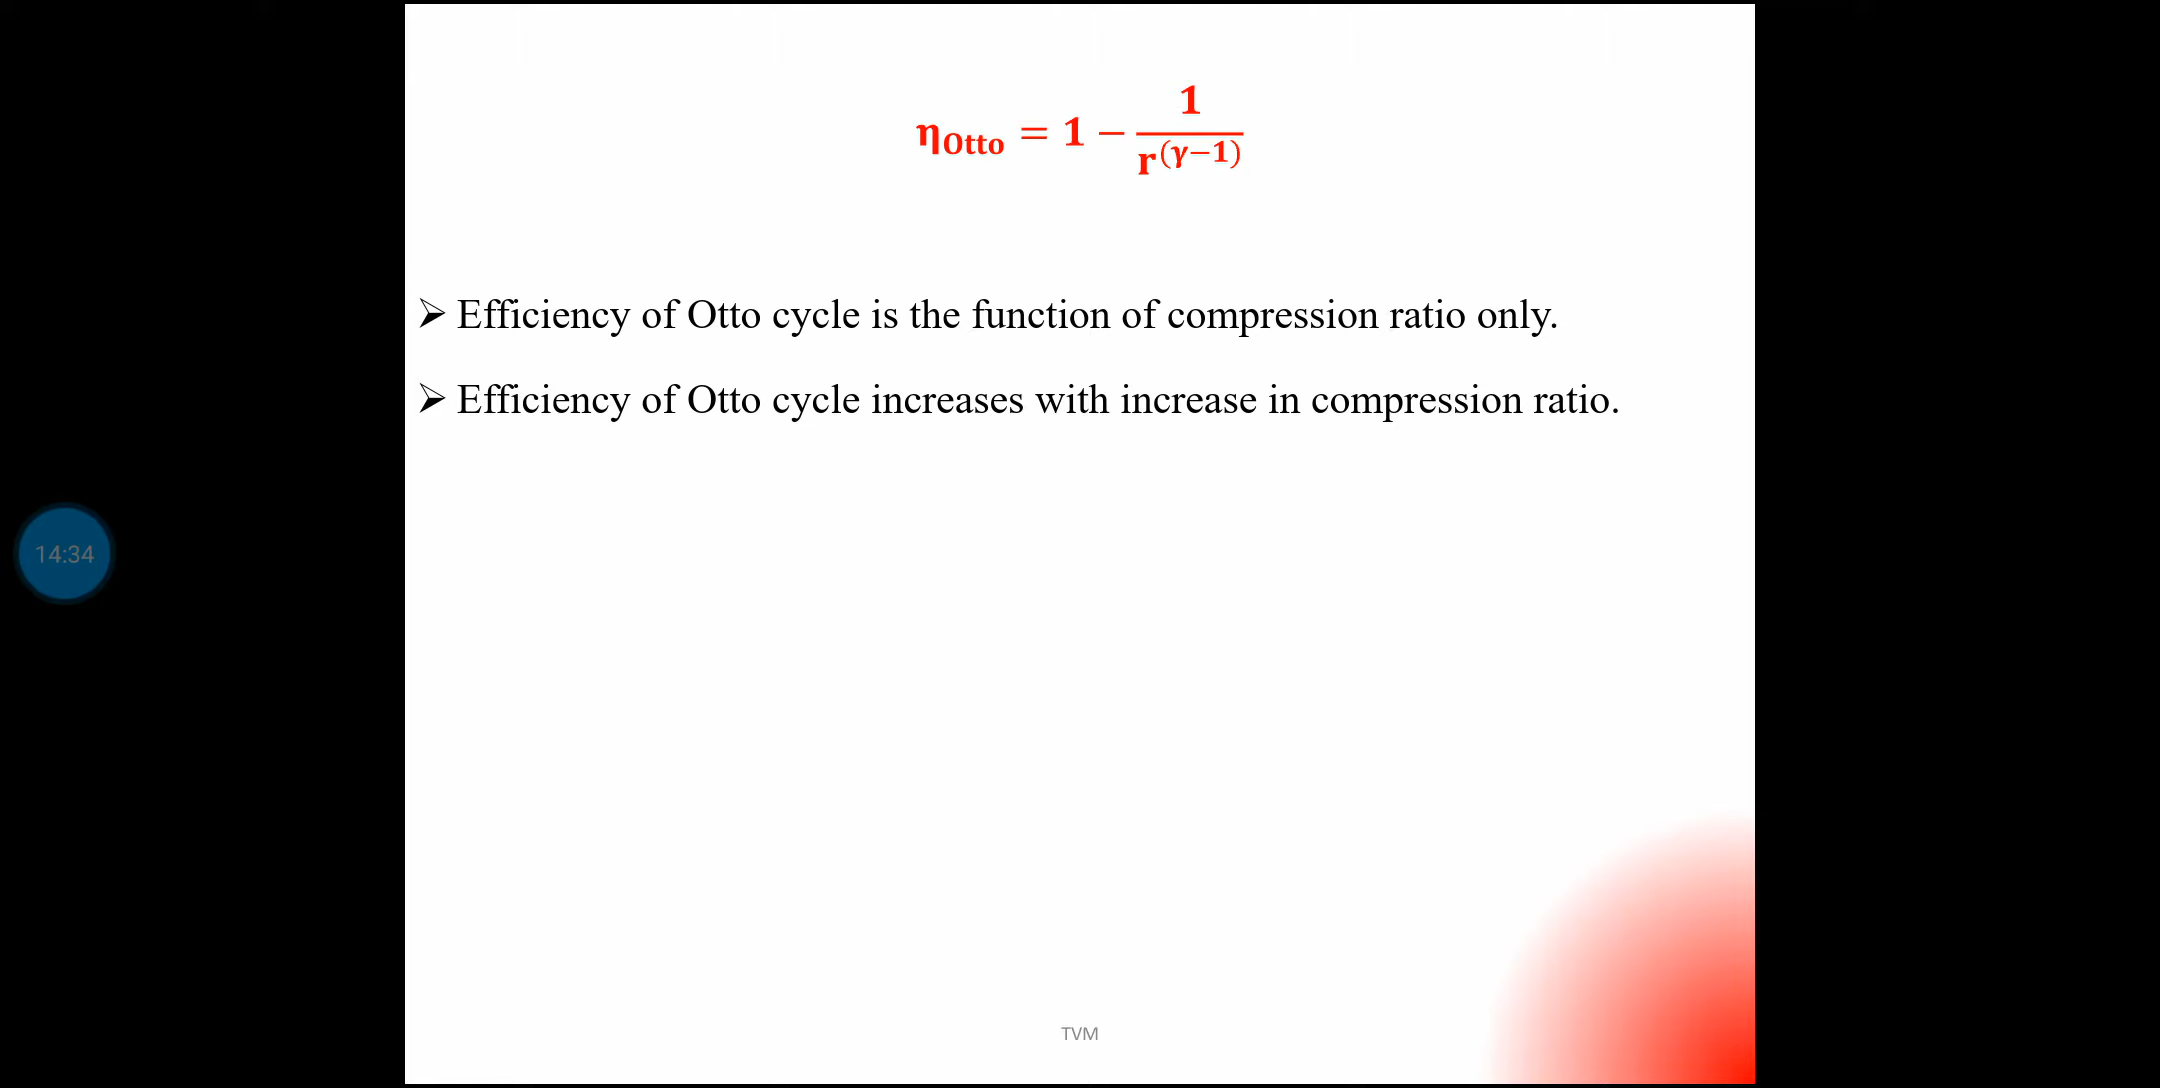 η_Otto = 1 − 1/r^(γ−1)
➢ Efficiency of Otto cycle is the function of compression ratio only.
➢ Efficiency of Otto cycle increases with increase in compression ratio.
14:34
TVM